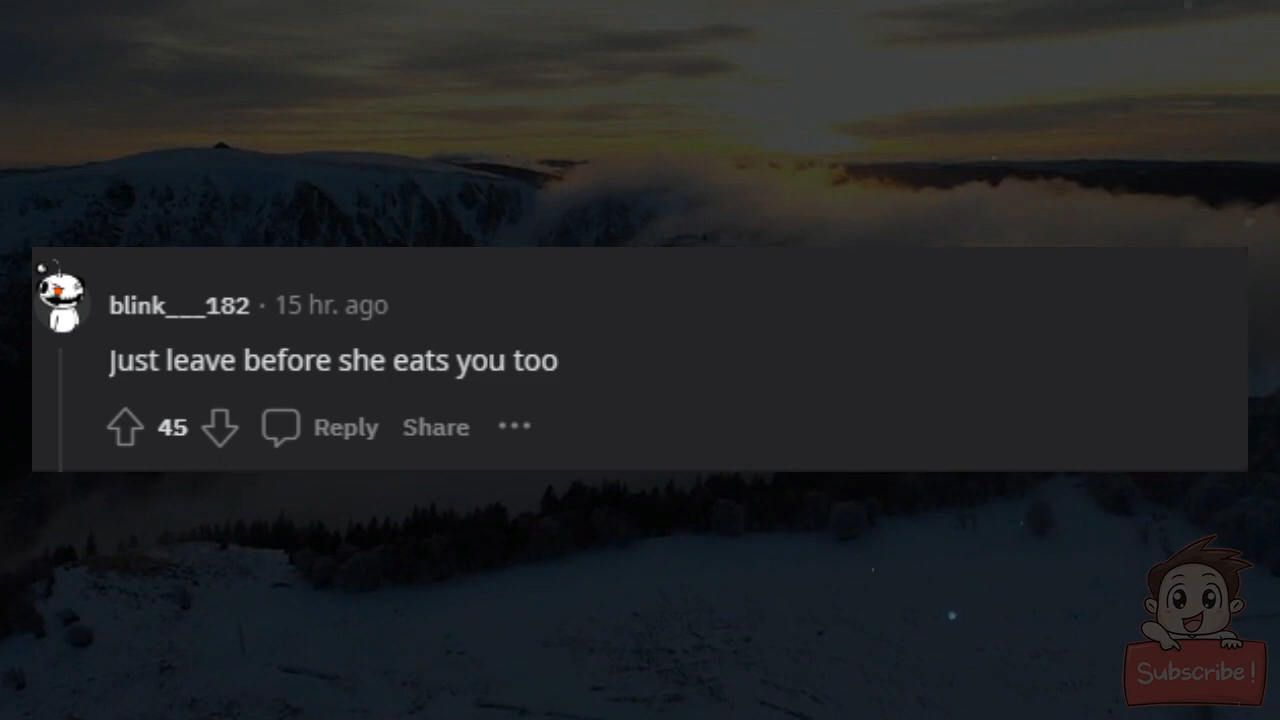 blink___182 · 15 hr. ago
Just leave before she eats you too
45 Reply Share ···
Subscribe!